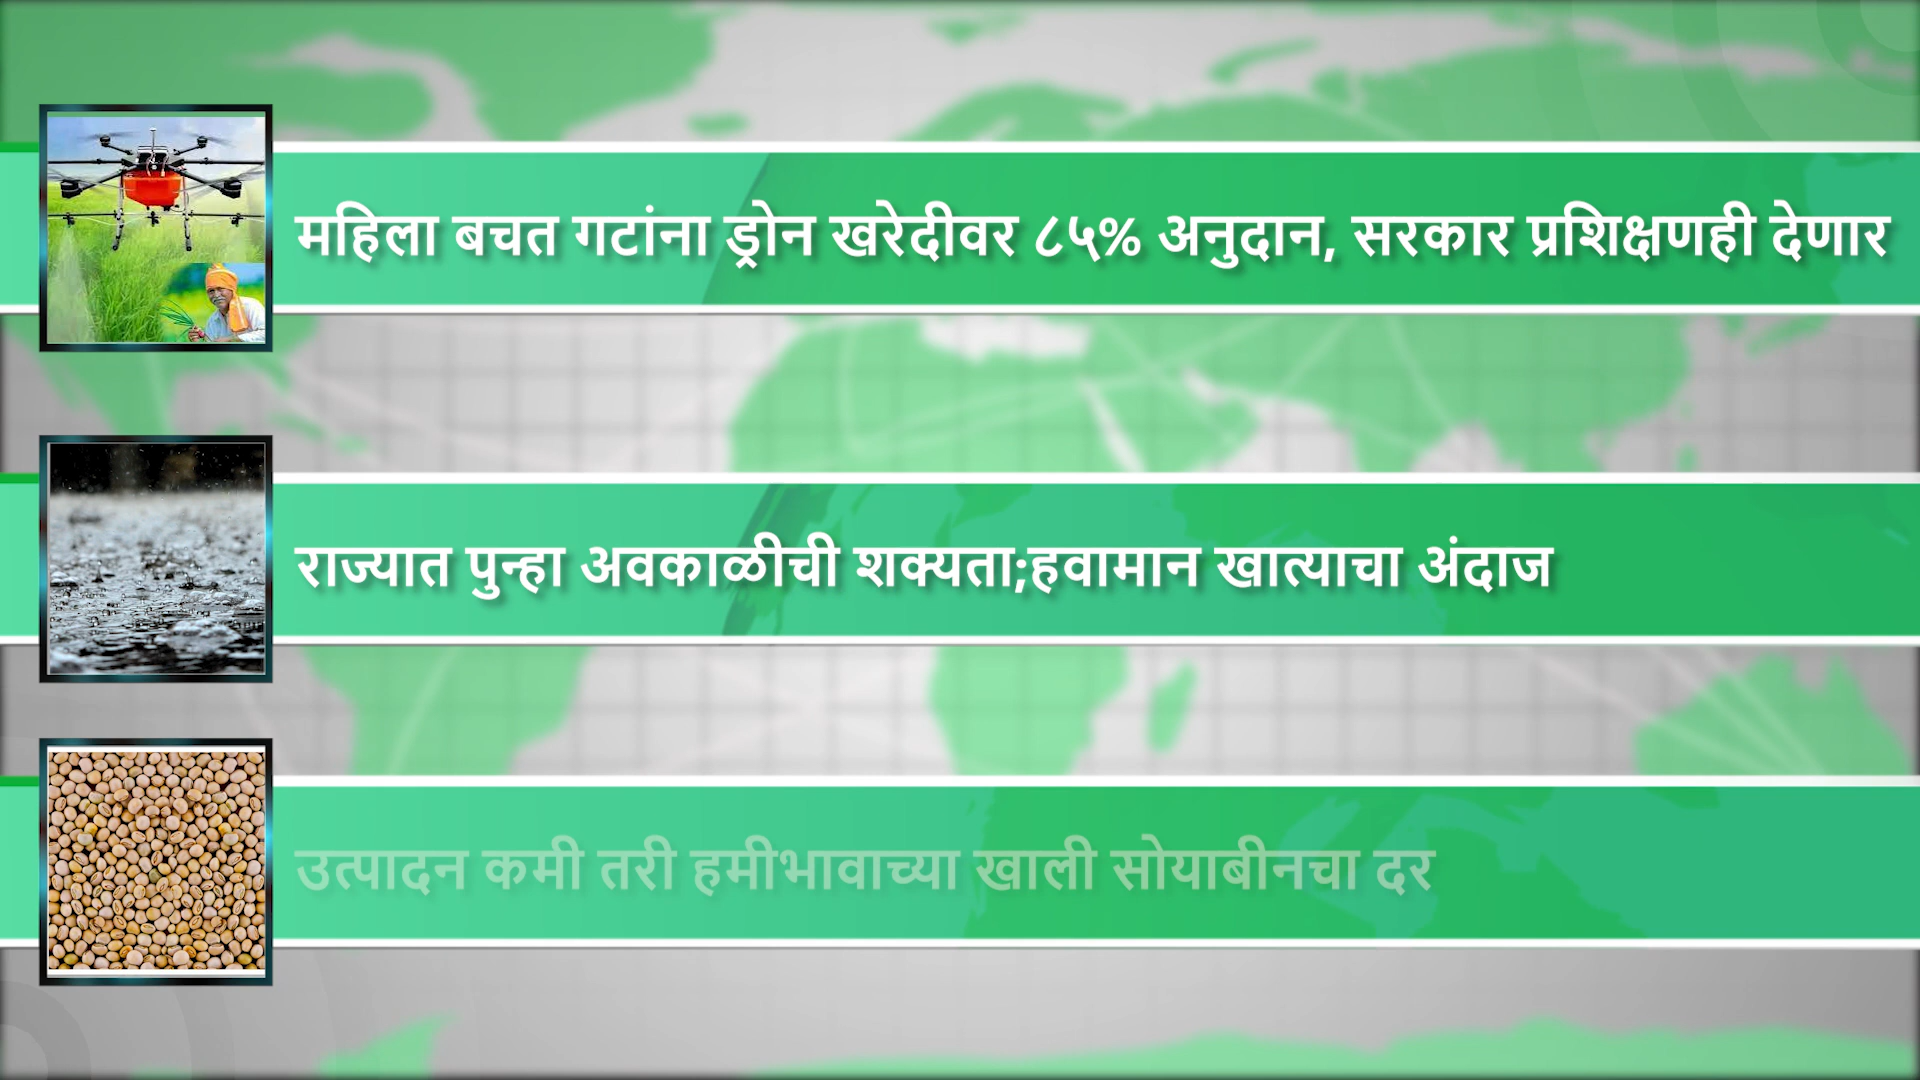 महिला बचत गटांना ड्रोन खरेदीवर ८५% अनुदान, सरकार प्रशिक्षणही देणार
राज्यात पुन्हा अवकाळीची शक्यता;हवामान खात्याचा अंदाज
उत्पादन कमी तरी हमीभावाच्या खाली सोयाबीनचा दर